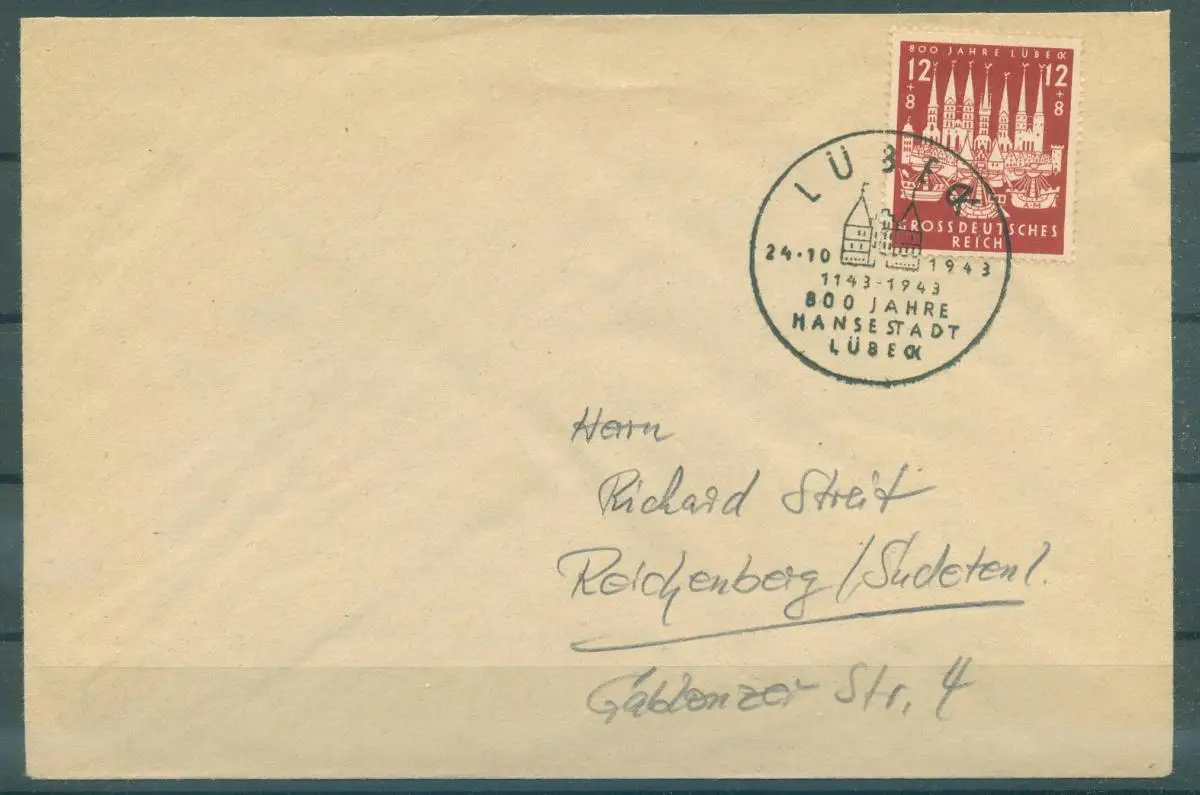 800 JAHRE LÜBECK
12 12
+ +
8 8
A-M
GROSSDEUTSCHES
REICH
LÜBECK
24·10 1943
1143-1943
800 JAHRE
HANSESTADT
LÜBECK
Herrn
Richard Streit
Reichenberg/Sudetenl.
Gablonzer Str. 4